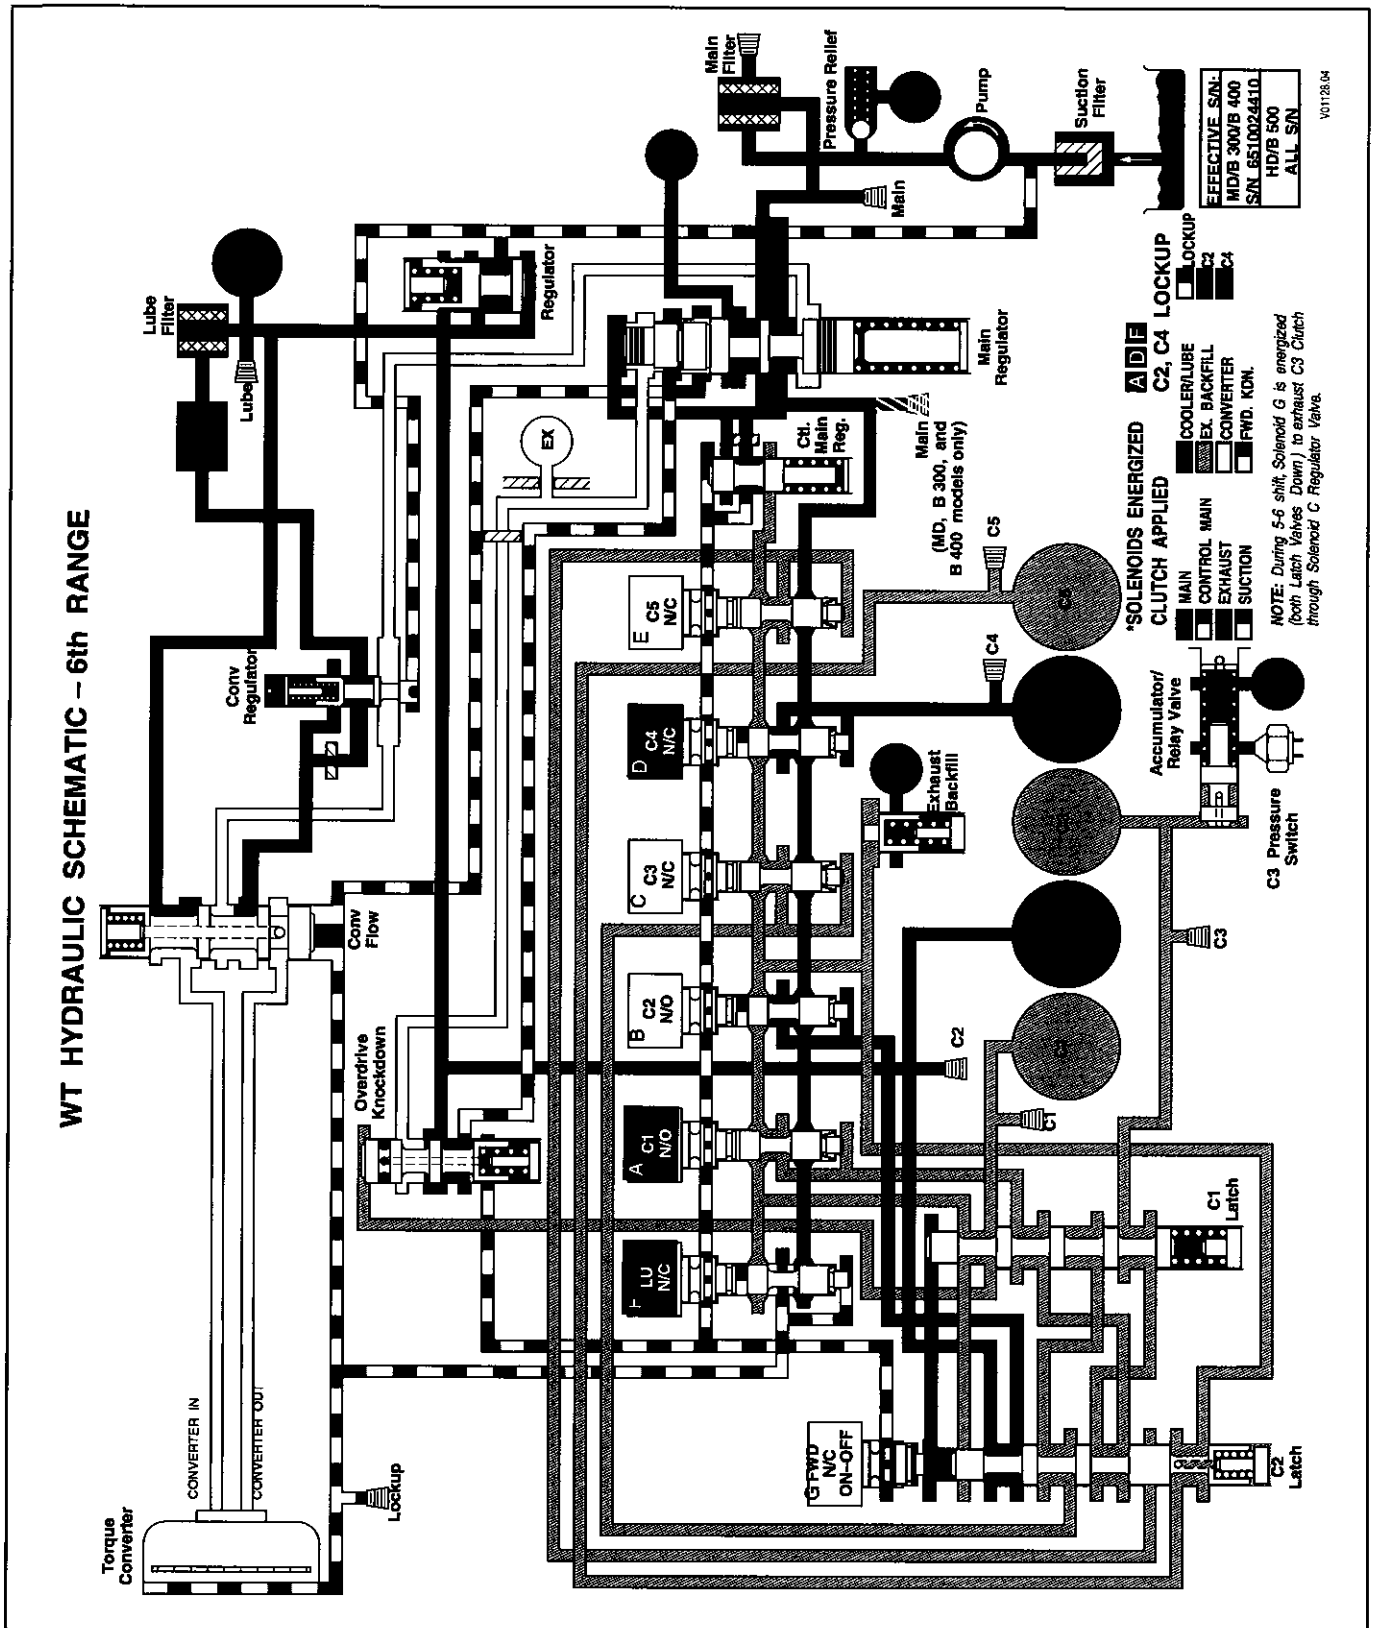 WT HYDRAULIC SCHEMATIC – 6th RANGE
Torque
Converter
CONVERTER IN
CONVERTER OUT
Lockup
Conv
Flow
Conv
Regulator
Lube
Filter
Lube
Regulator
Main
Filter
Pressure Relief
Pump
Suction
Filter
Main
Main
Regulator
Main
(MD, B 300, and
B 400 models only)
Ctl.
Main
Reg.
EX
Overdrive
Knockdown
LU
N/C
A
C1
N/O
B
C2
N/O
C
C3
N/C
D
C4
N/C
E
C5
N/C
G FWD
N/C
ON–OFF
Exhaust
Backfill
C5
C4
C2
C1
C3
C5
C1
Latch
C2
Latch
Accumulator/
Relay Valve
C3 Pressure
Switch
*SOLENOIDS ENERGIZED A D F
CLUTCH APPLIED C2, C4 LOCKUP
MAIN
CONTROL MAIN
EXHAUST
SUCTION
COOLER/LUBE
EX. BACKFILL
CONVERTER
FWD. KDN.
LOCKUP
C2
C4
NOTE: During 5-6 shift, Solenoid G is energized
(both Latch Valves Down) to exhaust C3 Clutch
through Solenoid C Regulator Valve.
EFFECTIVE S/N:
MD/B 300/B 400
S/N 6510024410
HD/B 500
ALL S/N
V01128.04